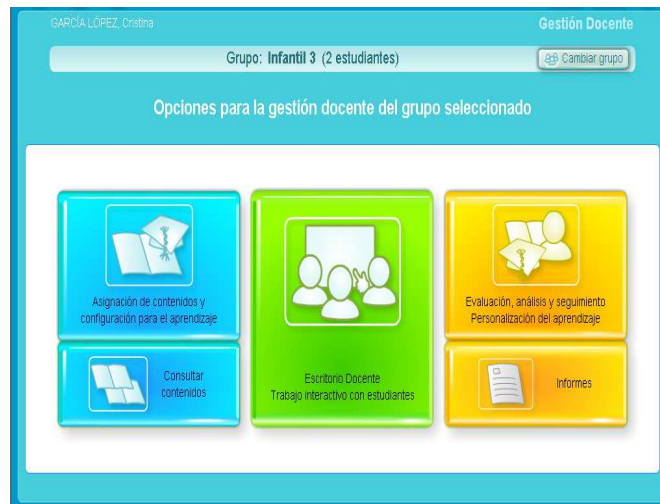 GARCÍA LÓPEZ, Cristina
Gestión Docente
Grupo: Infantil 3 (2 estudiantes)
Cambiar grupo
Opciones para la gestión docente del grupo seleccionado
Asignación de contenidos y
configuración para el aprendizaje
Consultar
contenidos
Escritorio Docente
Trabajo interactivo con estudiantes
Evaluación, análisis y seguimiento
Personalización del aprendizaje
Informes